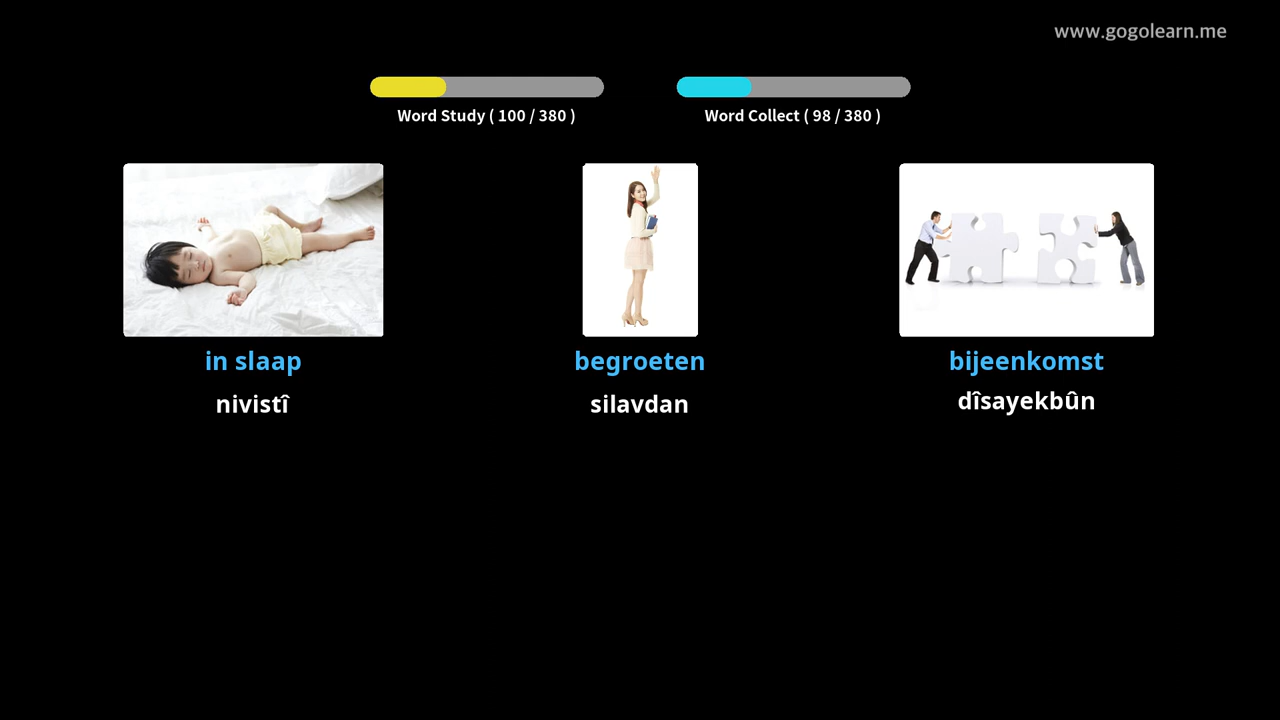 www.gogolearn.me
Word Study ( 100 / 380 )
Word Collect ( 98 / 380 )
in slaap
begroeten
bijeenkomst
nivistî
silavdan
dîsayekbûn